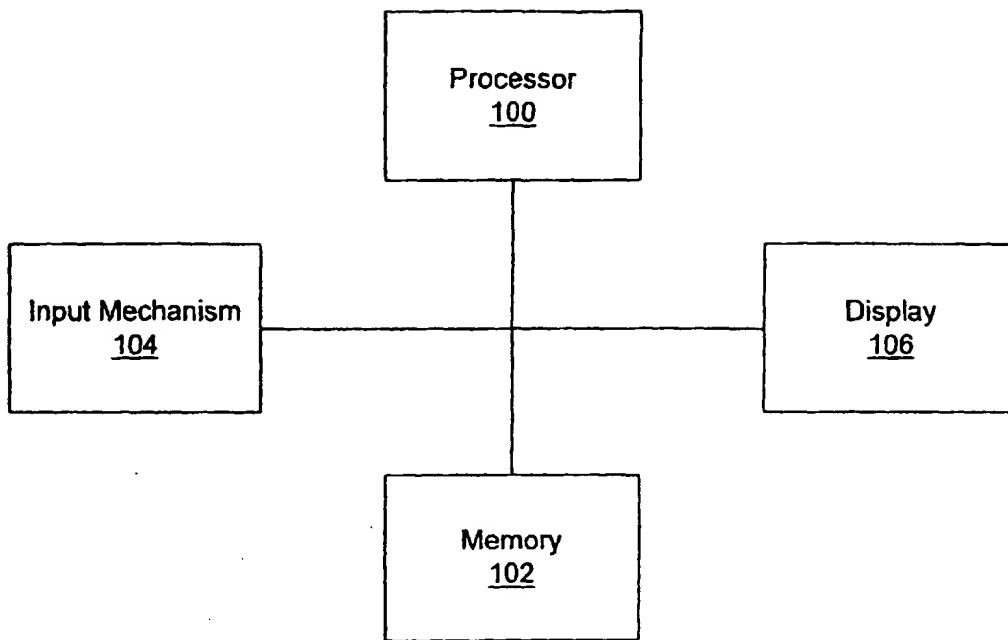 Processor
100
Input Mechanism
104
Display
106
Memory
102